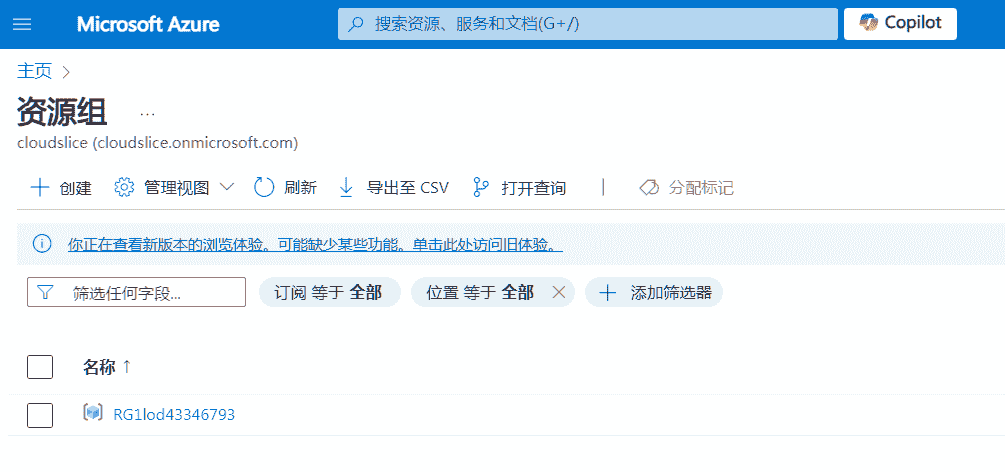 Microsoft Azure 搜索资源、服务和文档(G+/) Copilot
主页
资源组 ...
cloudslice (cloudslice.onmicrosoft.com)
创建 管理视图 刷新 导出至 CSV 打开查询 | 分配标记
你正在查看新版本的浏览体验。可能缺少某些功能。单击此处访问旧体验。
筛选任何字段... 订阅 等于 全部 位置 等于 全部 添加筛选器
名称 ↑
RG1lod43346793